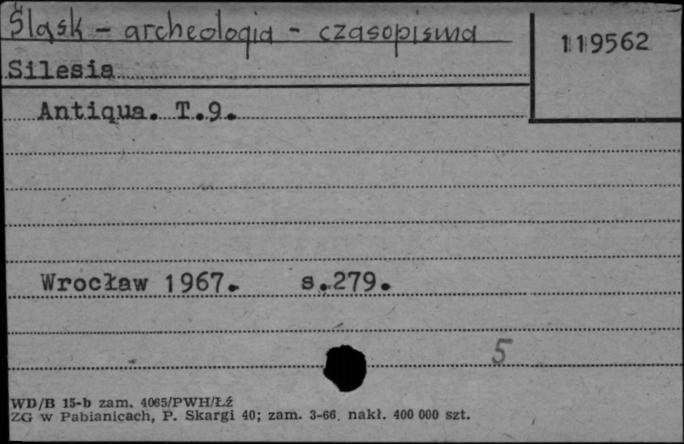 Śląsk - archeologia - czasopisma
119562
Silesia
Antiqua. T.9.
Wrocław 1967. s.279.
5
WD/B 15-b zam. 4065/PWH/Łź
ZG w Pabianicach, P. Skargi 40; zam. 3-66. nakł. 400 000 szt.